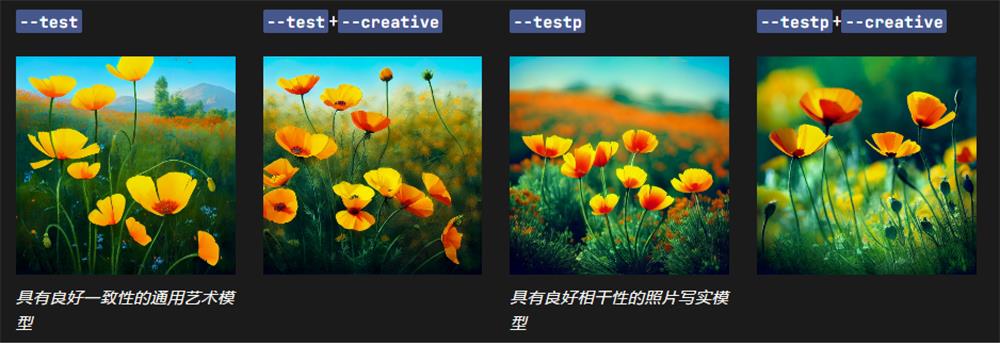 --test
--test+--creative
--testp
--testp+--creative
具有良好一致性的通用艺术模
型
具有良好相干性的照片写实模
型